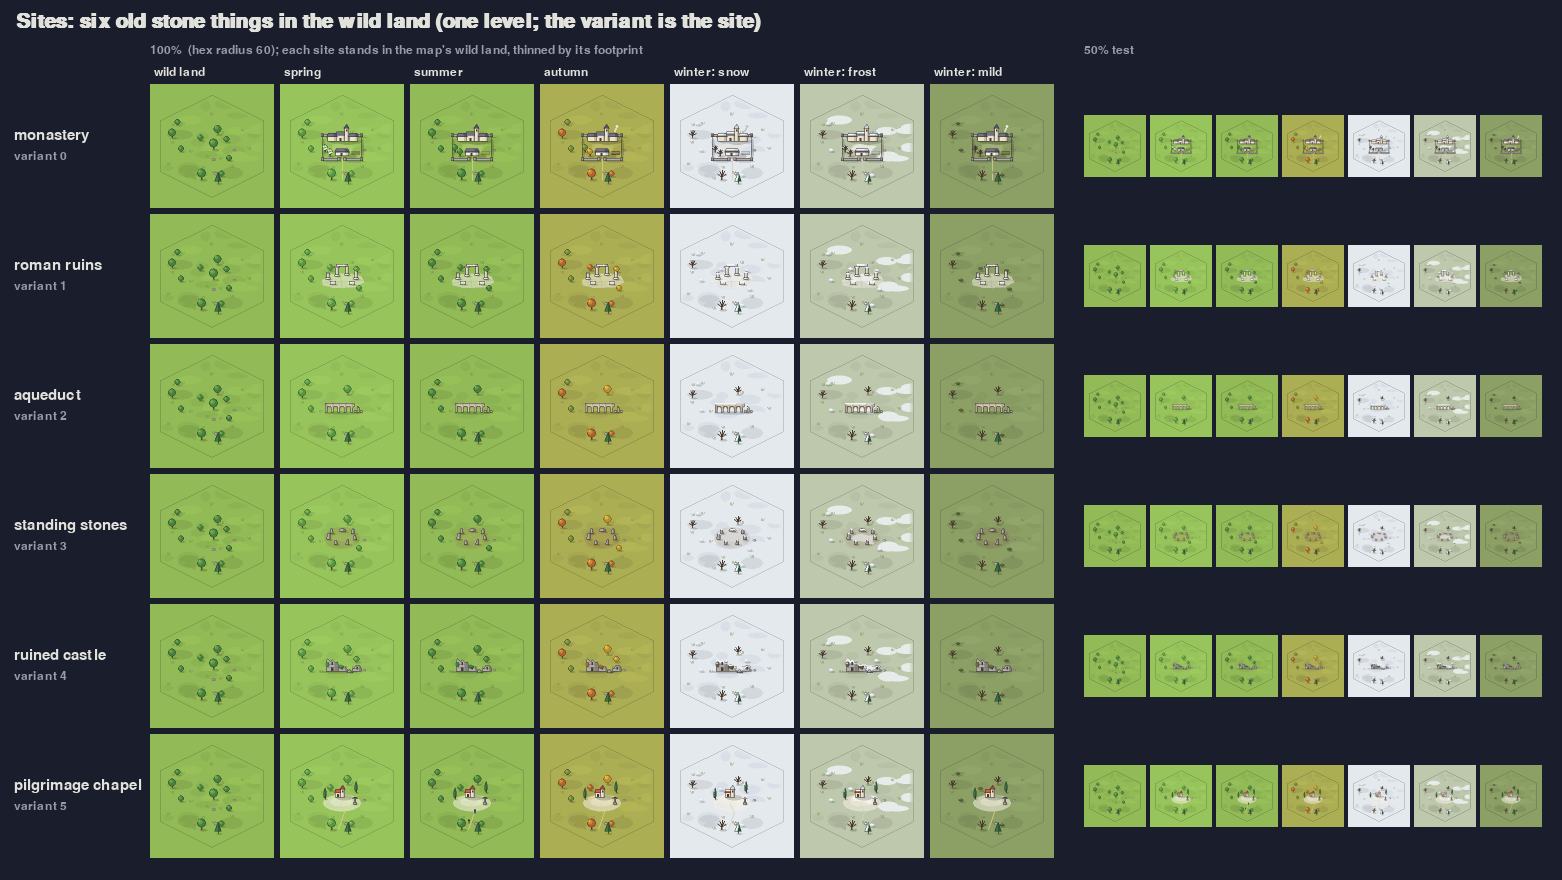 Sites: six old stone things in the wild land (one level; the variant is the site)
100% (hex radius 60); each site stands in the map's wild land, thinned by its footprint
50% test
wild land
spring
summer
autumn
winter: snow
winter: frost
winter: mild
monastery
variant 0
roman ruins
variant 1
aqueduct
variant 2
standing stones
variant 3
ruined castle
variant 4
pilgrimage chapel
variant 5